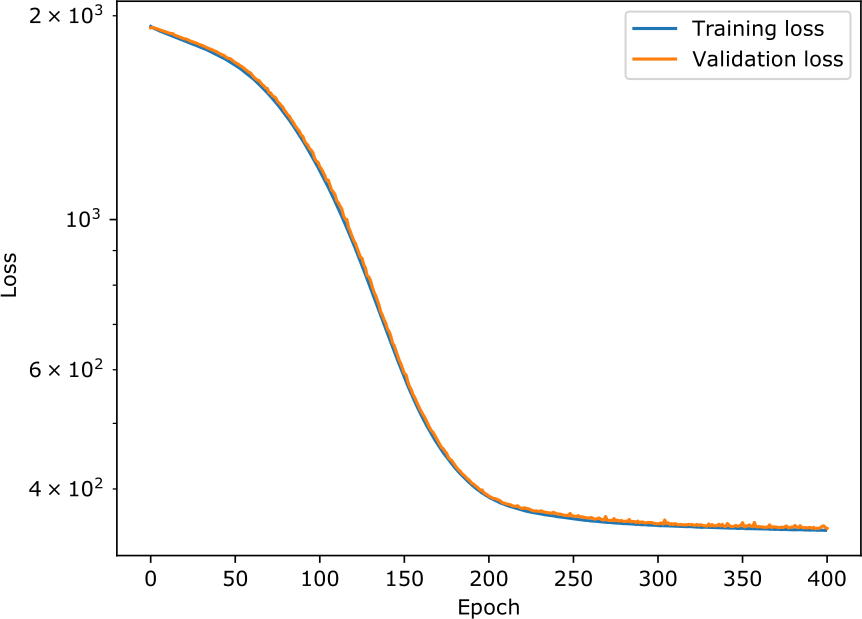 2 × 10³
10³
6 × 10²
4 × 10²
Loss
Training loss
Validation loss
0 50 100 150 200 250 300 350 400
Epoch